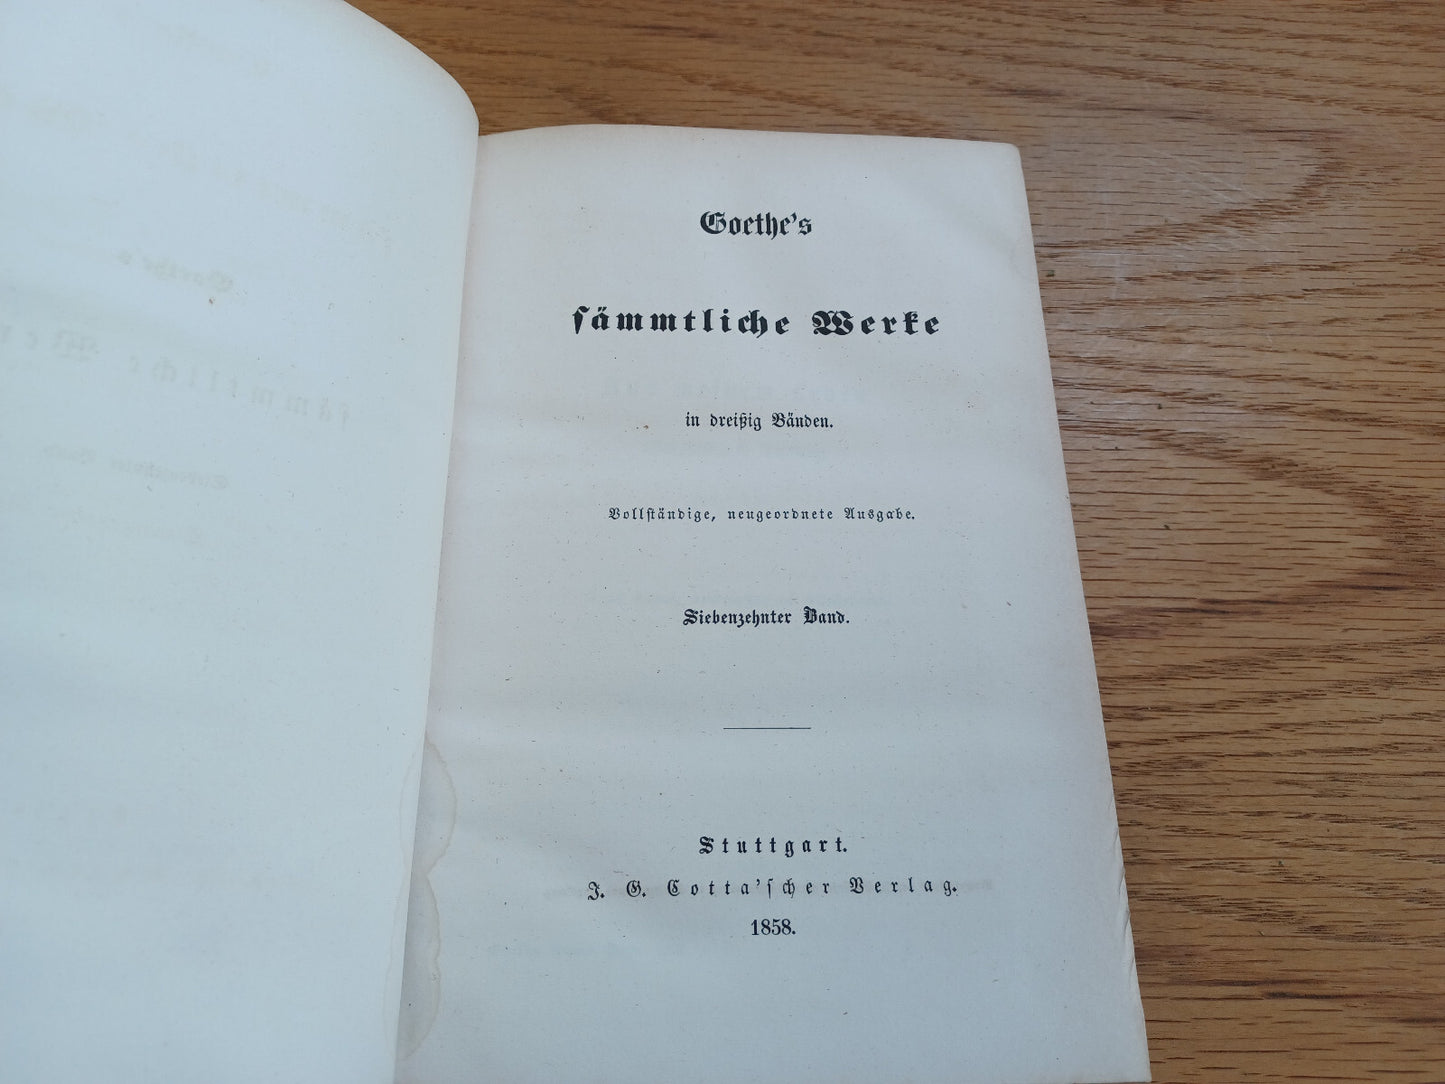 Goethe's
ſämmtliche Werke
in dreißig Bänden.
Vollſtändige, neugeordnete Ausgabe.
Siebenzehnter Band.
Stuttgart.
J. G. Cotta'ſcher Verlag.
1858.